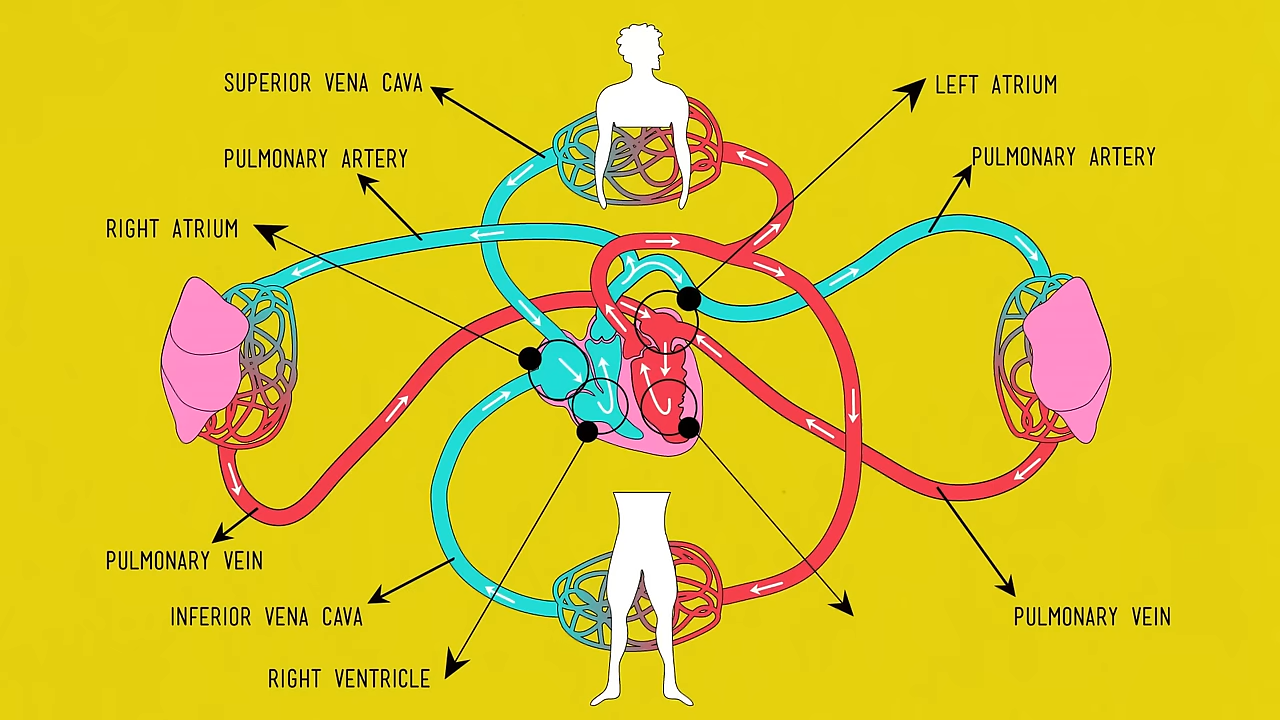 SUPERIOR VENA CAVA
LEFT ATRIUM
PULMONARY ARTERY
PULMONARY ARTERY
RIGHT ATRIUM
PULMONARY VEIN
INFERIOR VENA CAVA
PULMONARY VEIN
RIGHT VENTRICLE